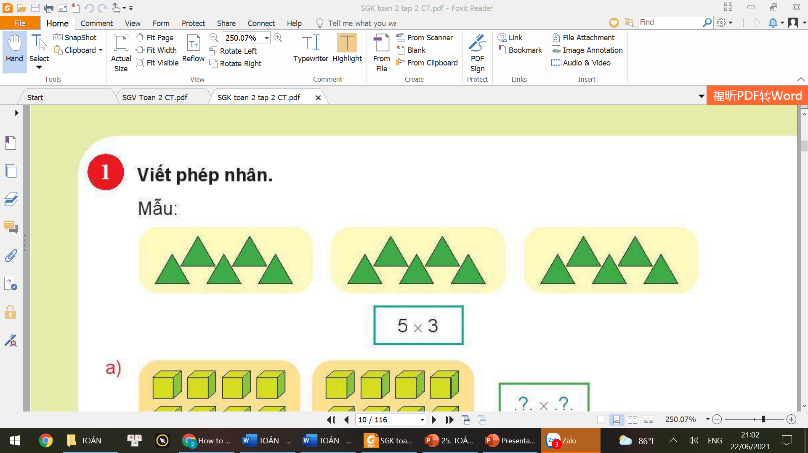 SGK toan 2 tap 2 CT.pdf - Foxit Reader
File Home Comment View Form Protect Share Connect Help Tell me what you wa Find
SnapShot Fit Page 250.07% From Scanner Link File Attachment
Clipboard Fit Width Rotate Left Blank Bookmark Image Annotation
Hand Select Actual Size Fit Visible Reflow Rotate Right Typewriter Highlight From File From Clipboard PDF Sign Audio & Video
Tools View Comment Create Protect Links Insert
Start SGV Toan 2 CT.pdf SGK toan 2 tap 2 CT.pdf 福昕PDF转Word
1 Viết phép nhân.
Mẫu:
5 × 3
a)
.?. × .?.
10 / 116 250.07%
TOÁN How to ... TOÁN ... TOÁN ... SGK toa... 25. TOÁ... Presenta... Zalo 86°F ENG 21:02
22/06/2021